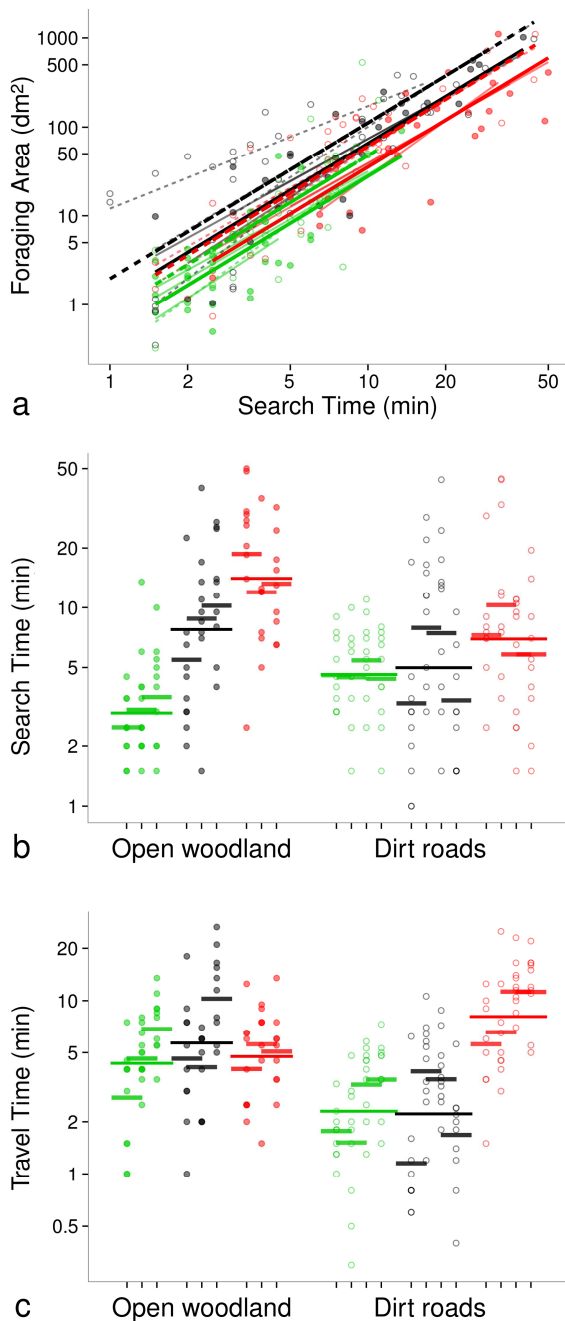 Foraging Area (dm²)
1000
500
100
50
10
5
1
1 2 5 10 20 50
Search Time (min)
a
Search Time (min)
50
20
10
5
2
1
Open woodland Dirt roads
b
Travel Time (min)
20
10
5
2
1
0.5
Open woodland Dirt roads
c